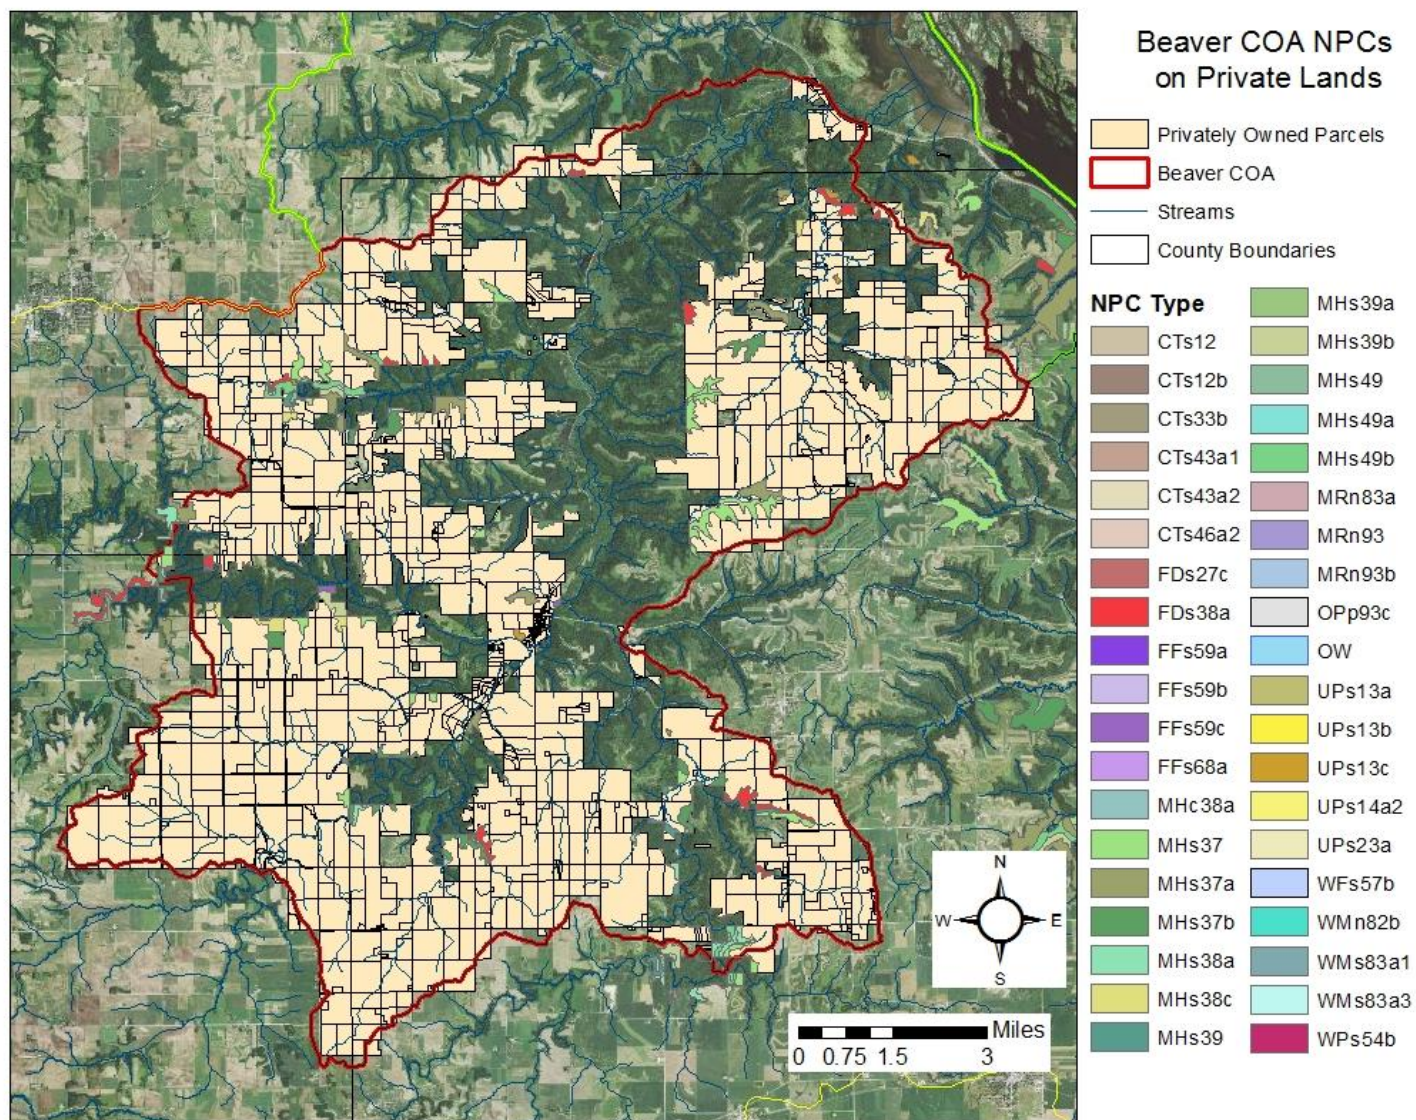 Beaver COA NPCs
on Private Lands
Privately Owned Parcels
Beaver COA
Streams
County Boundaries
NPC Type
CTs12
CTs12b
CTs33b
CTs43a1
CTs43a2
CTs46a2
FDs27c
FDs38a
FFs59a
FFs59b
FFs59c
FFs68a
MHc38a
MHs37
MHs37a
MHs37b
MHs38a
MHs38c
MHs39
MHs39a
MHs39b
MHs49
MHs49a
MHs49b
MRn83a
MRn93
MRn93b
OPp93c
OW
UPs13a
UPs13b
UPs13c
UPs14a2
UPs23a
WFs57b
WMn82b
WMs83a1
WMs83a3
WPs54b
N
W E
S
Miles
0 0.75 1.5 3